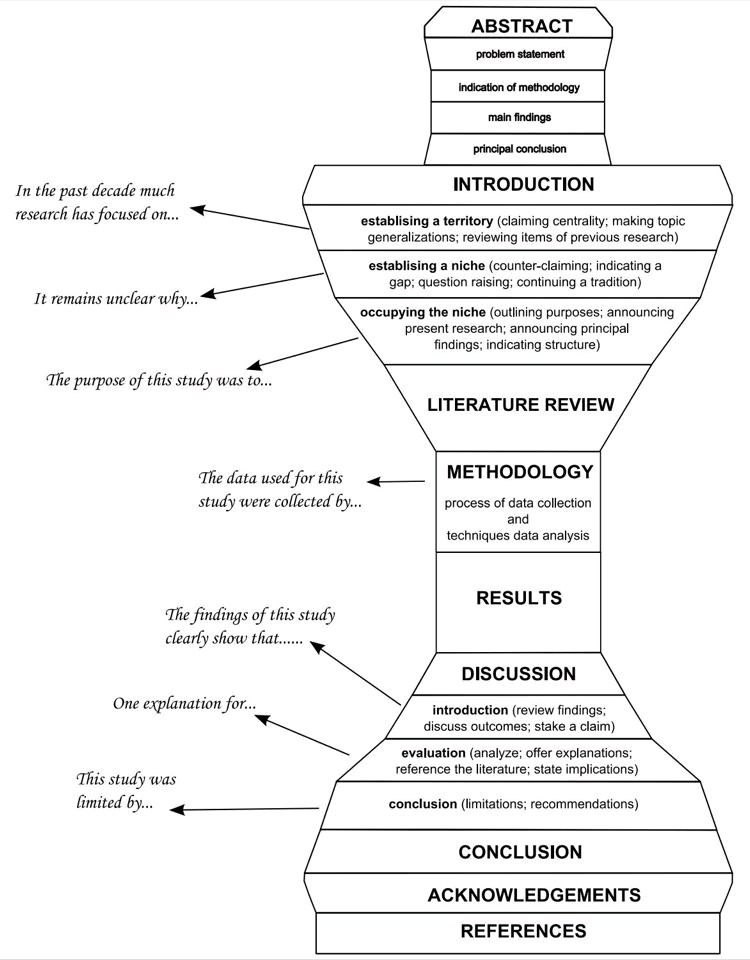 ABSTRACT
problem statement
indication of methodology
main findings
principal conclusion
INTRODUCTION
In the past decade much
research has focused on...
establising a territory (claiming centrality; making topic
generalizations; reviewing items of previous research)
establising a niche (counter-claiming; indicating a
gap; question raising; continuing a tradition)
It remains unclear why...
occupying the niche (outlining purposes; announcing
present research; announcing principal
findings; indicating structure)
The purpose of this study was to...
LITERATURE REVIEW
METHODOLOGY
The data used for this
study were collected by...
process of data collection
and
techniques data analysis
RESULTS
The findings of this study
clearly show that......
DISCUSSION
introduction (review findings;
discuss outcomes; stake a claim)
One explanation for...
evaluation (analyze; offer explanations;
reference the literature; state implications)
This study was
limited by...
conclusion (limitations; recommendations)
CONCLUSION
ACKNOWLEDGEMENTS
REFERENCES